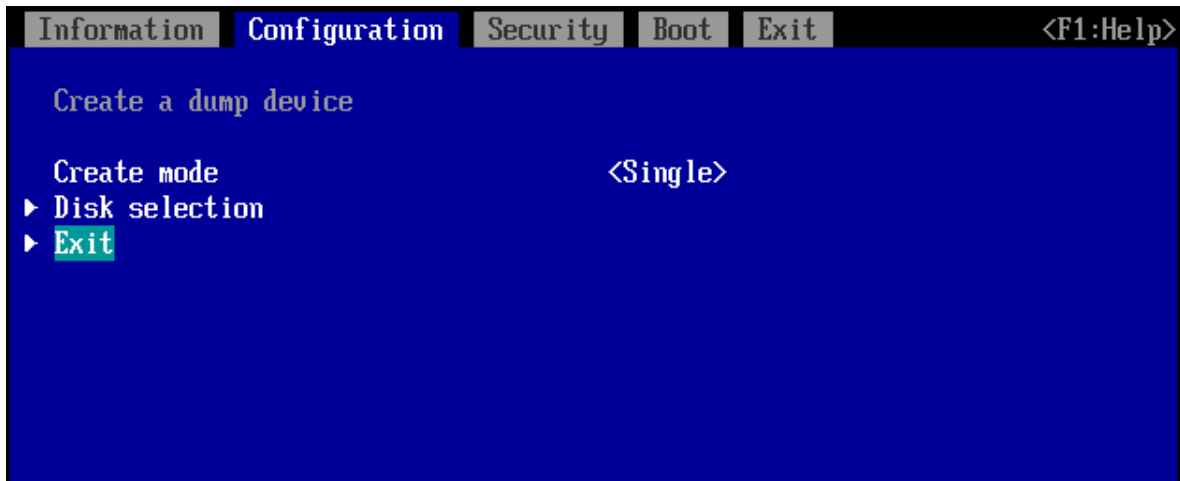 Information Configuration Security Boot Exit <F1:Help>
Create a dump device
Create mode <Single>
Disk selection
Exit